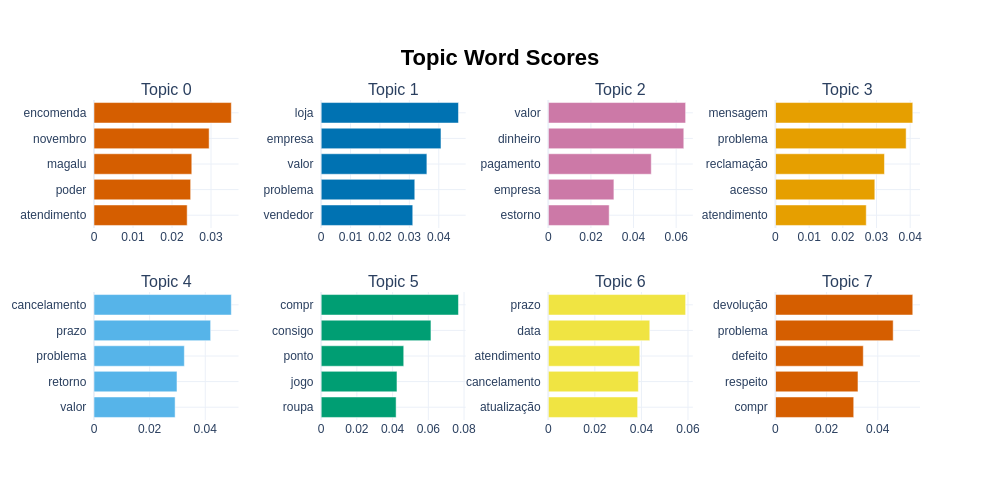 Topic Word Scores
Topic 0
encomenda
novembro
magalu
poder
atendimento
0 0.01 0.02 0.03
Topic 1
loja
empresa
valor
problema
vendedor
0 0.01 0.02 0.03 0.04
Topic 2
valor
dinheiro
pagamento
empresa
estorno
0 0.02 0.04 0.06
Topic 3
mensagem
problema
reclamação
acesso
atendimento
0 0.01 0.02 0.03 0.04
Topic 4
cancelamento
prazo
problema
retorno
valor
0 0.02 0.04
Topic 5
compr
consigo
ponto
jogo
roupa
0 0.02 0.04 0.06 0.08
Topic 6
prazo
data
atendimento
cancelamento
atualização
0 0.02 0.04 0.06
Topic 7
devolução
problema
defeito
respeito
compr
0 0.02 0.04